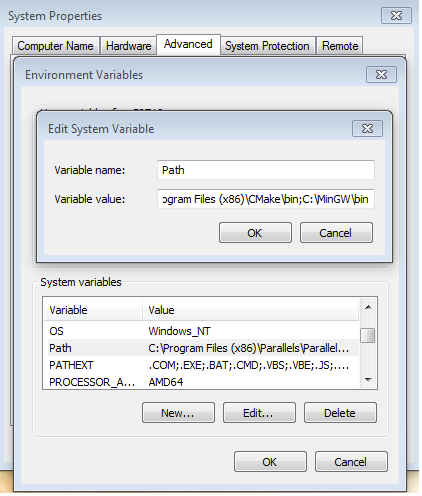 System Properties
Computer Name Hardware Advanced System Protection Remote
Environment Variables
Edit System Variable
Variable name: Path
Variable value: ogram Files (x86)\CMake\bin;C:\MinGW\bin
OK Cancel
System variables
Variable Value
OS Windows_NT
Path C:\Program Files (x86)\Parallels\Parallel...
PATHEXT .COM;.EXE;.BAT;.CMD;.VBS;.VBE;.JS;....
PROCESSOR_A... AMD64
New... Edit... Delete
OK Cancel